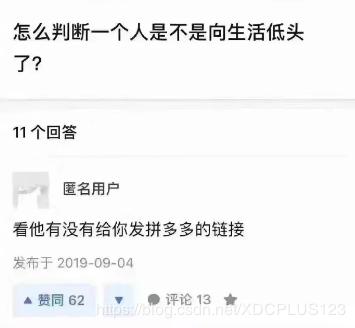 怎么判断一个人是不是向生活低头
了?
11 个回答
匿名用户
看他有没有给你发拼多多的链接
发布于 2019-09-04
赞同 62
评论 13
https://blog.csdn.net/XDCPLUS123